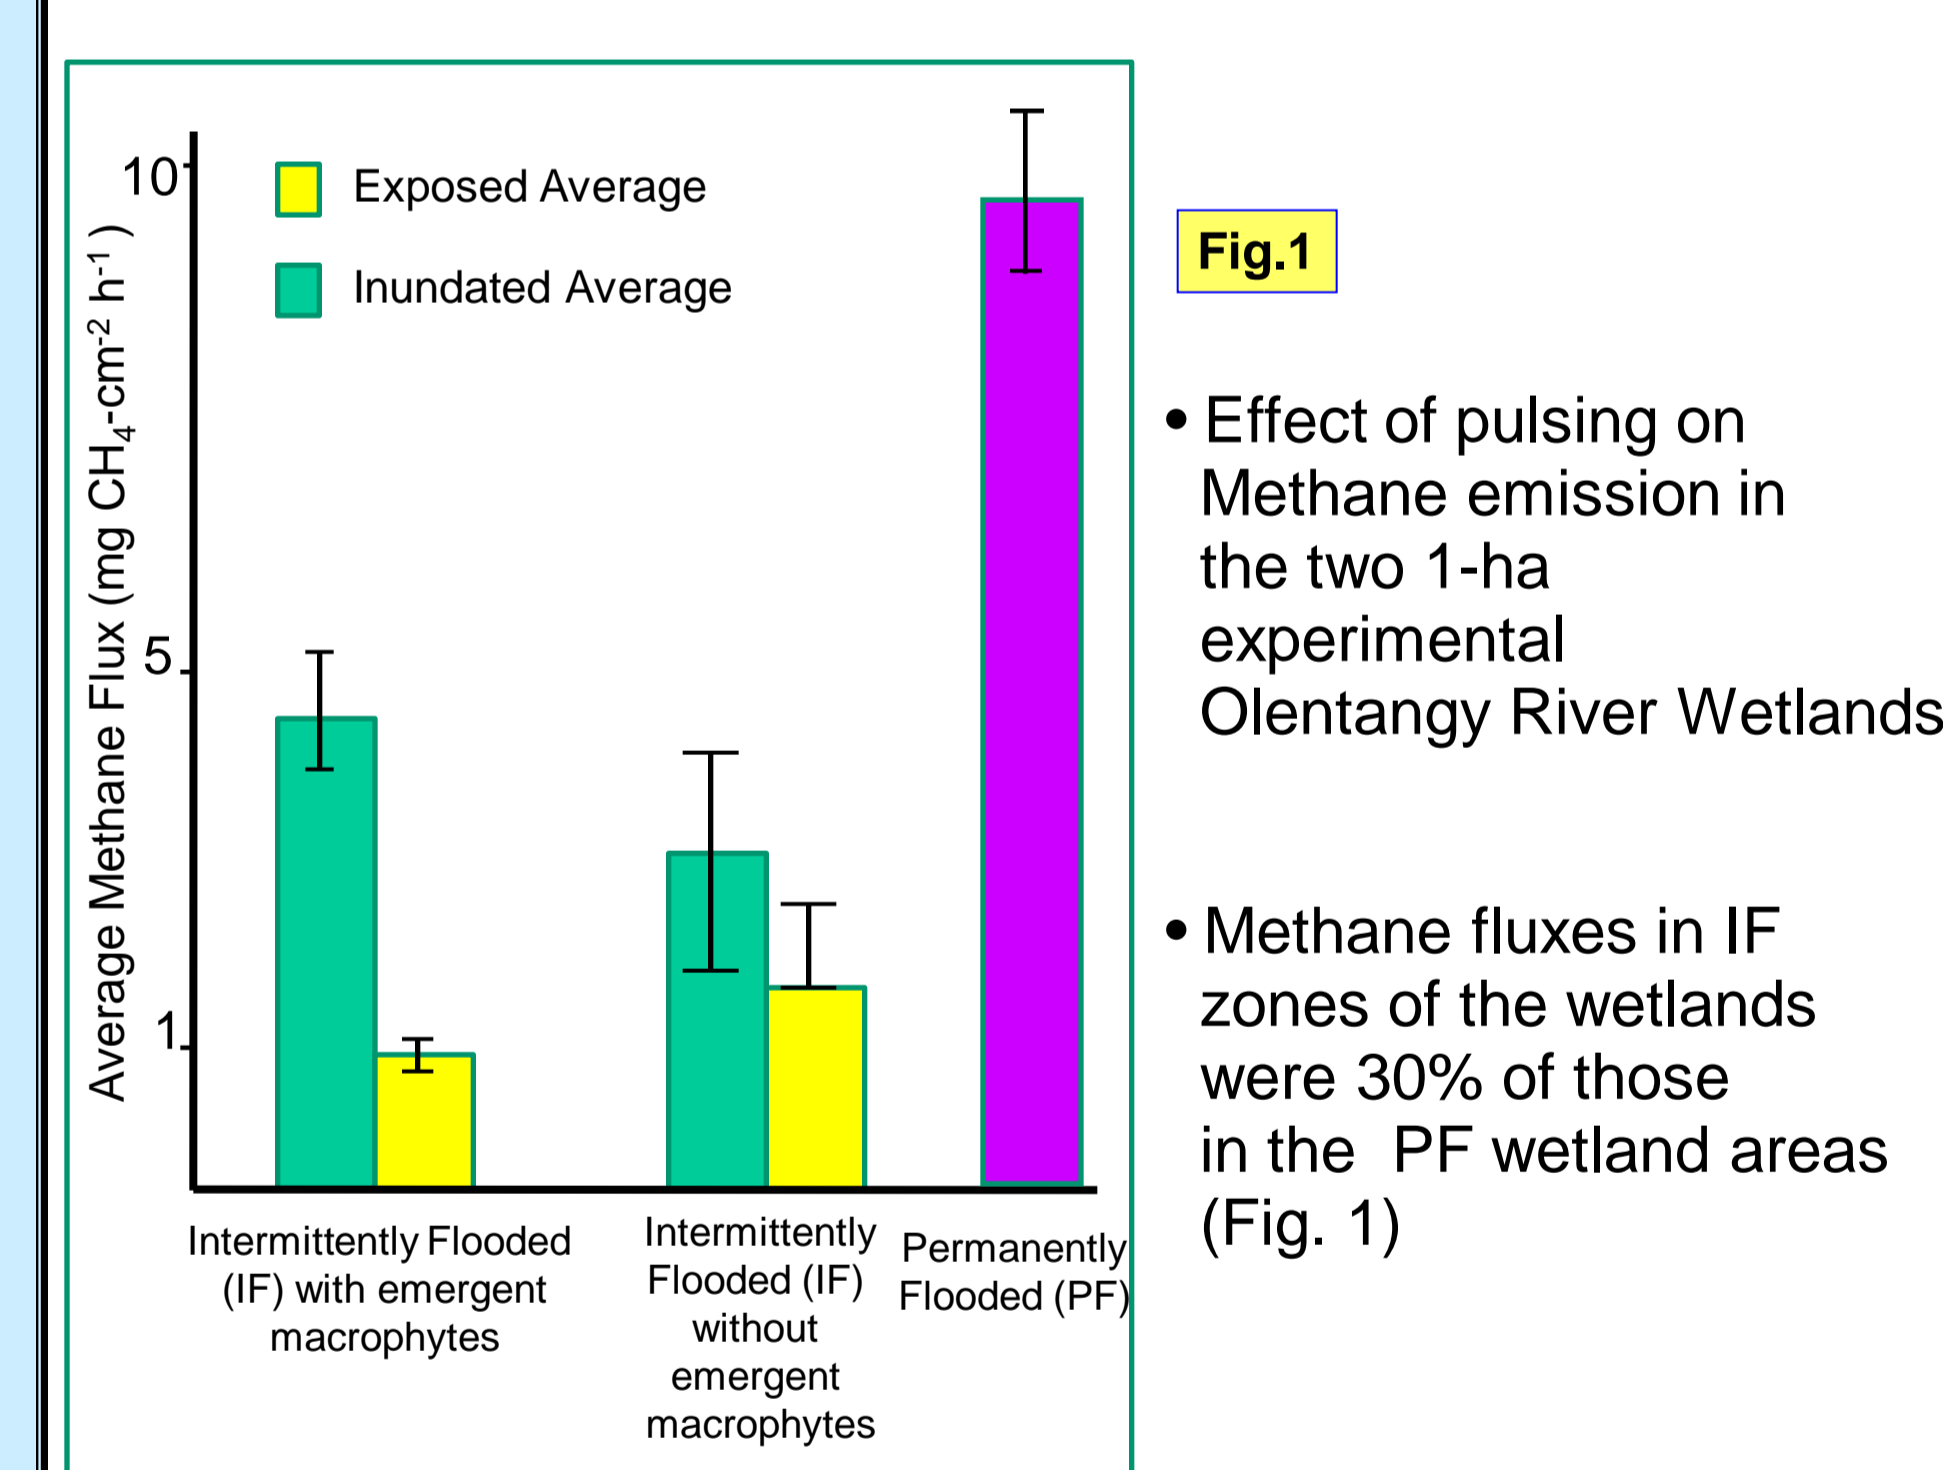 10
Exposed Average
Inundated Average
5
1
Average Methane Flux (mg CH₄-cm⁻² h⁻¹ )
Intermittently Flooded
(IF) with emergent
macrophytes
Intermittently
Flooded (IF)
without
emergent
macrophytes
Permanently
Flooded (PF)
Fig.1
• Effect of pulsing on
Methane emission in
the two 1-ha
experimental
Olentangy River Wetlands
• Methane fluxes in IF
zones of the wetlands
were 30% of those
in the PF wetland areas
(Fig. 1)